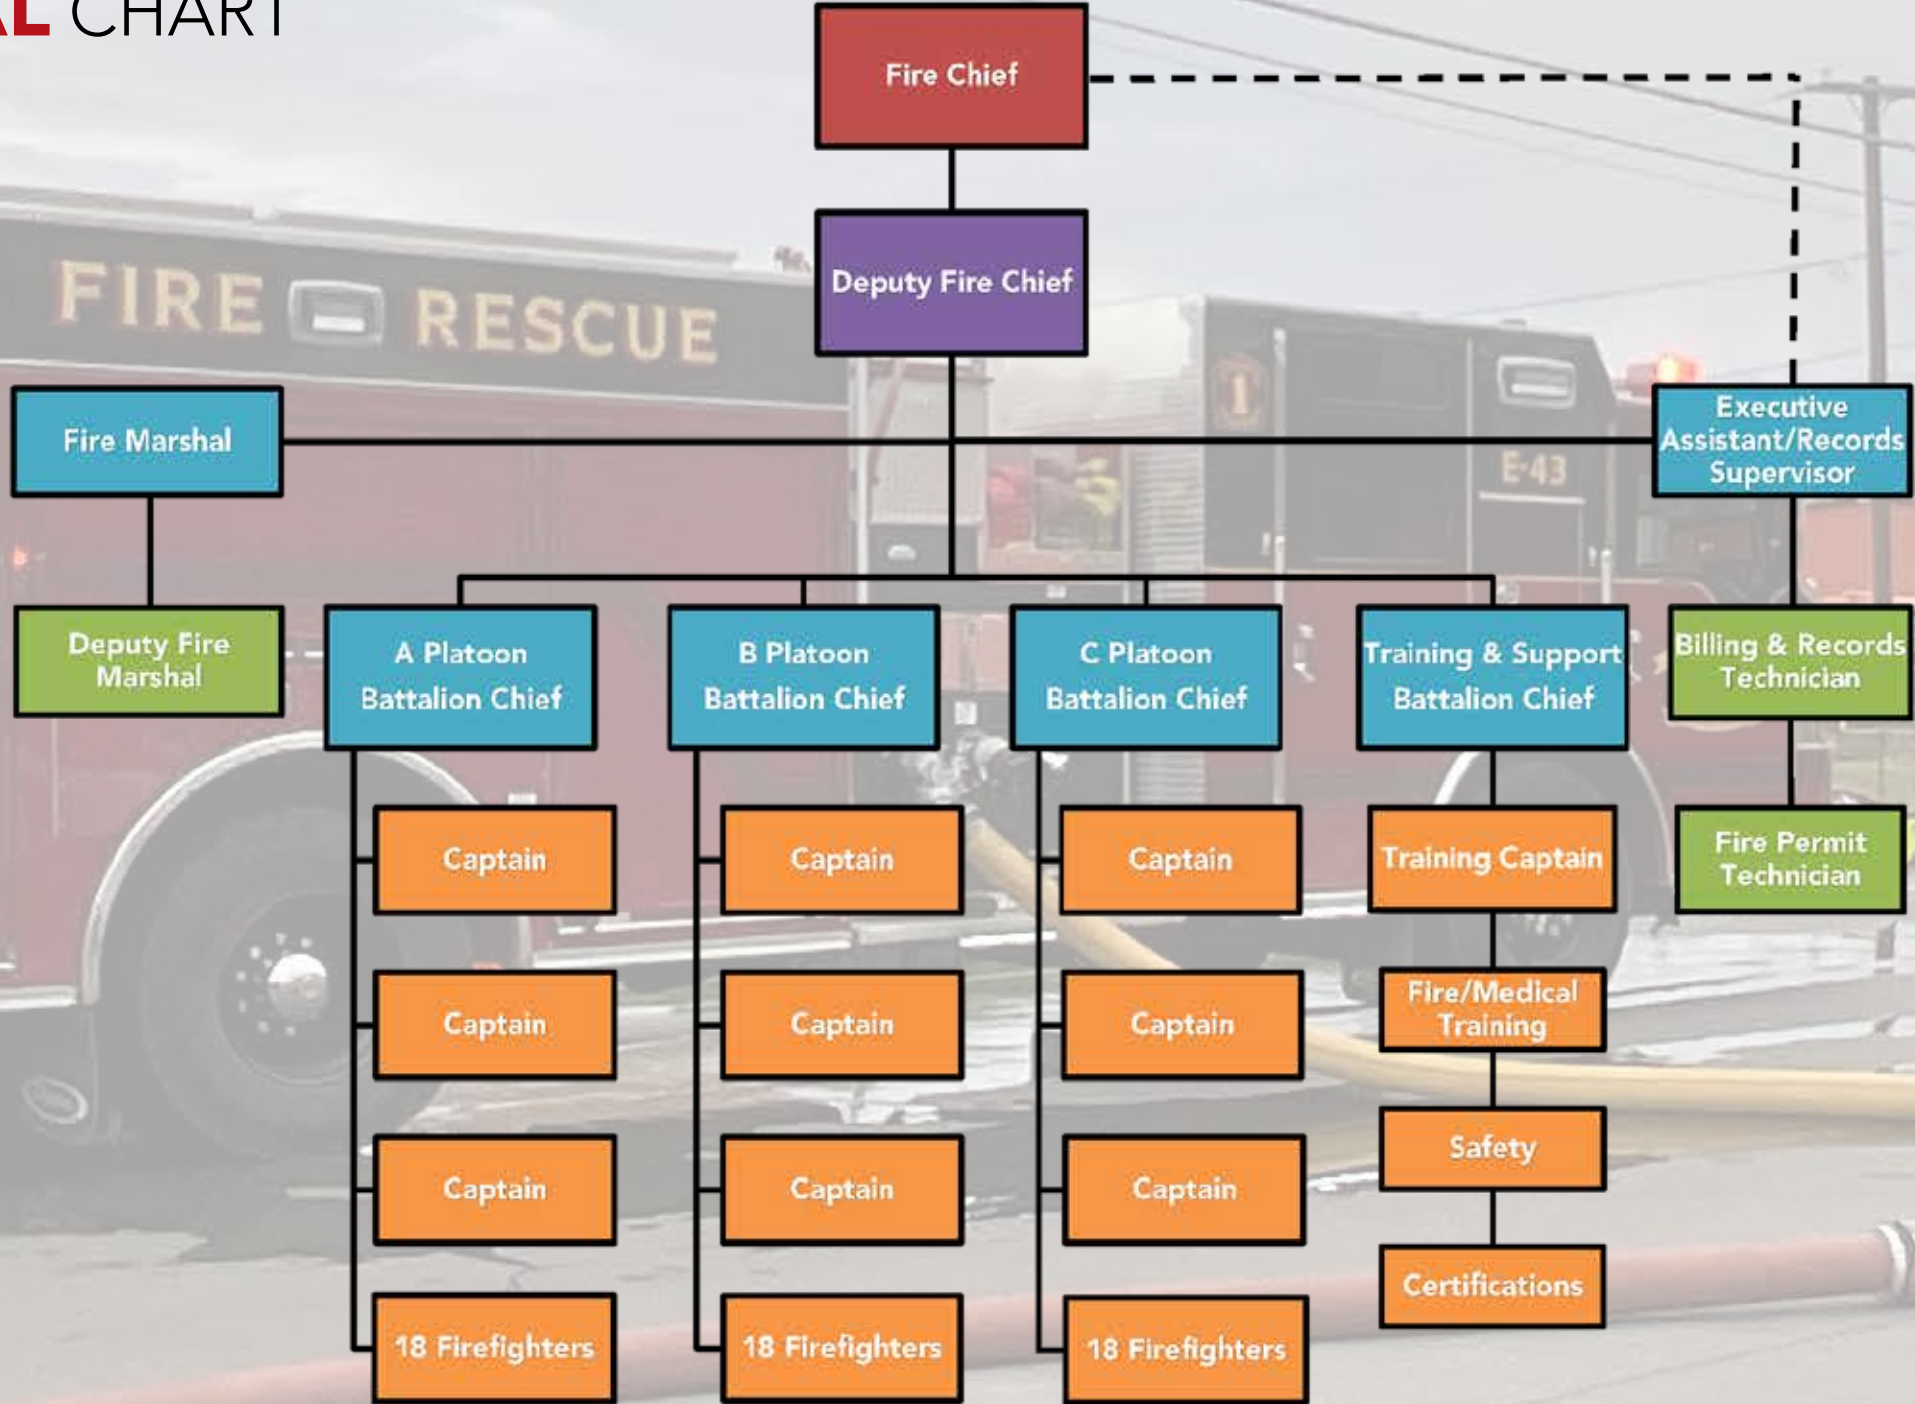 AL CHART
Fire Chief
Deputy Fire Chief
FIRE RESCUE
1
Fire Marshal
Executive
Assistant/Records
Supervisor
E-43
Deputy Fire
Marshal
A Platoon
Battalion Chief
B Platoon
Battalion Chief
C Platoon
Battalion Chief
Training & Support
Battalion Chief
Billing & Records
Technician
Captain
Captain
Captain
Training Captain
Fire Permit
Technician
Captain
Captain
Captain
Fire/Medical
Training
Captain
Captain
Captain
Safety
Certifications
18 Firefighters
18 Firefighters
18 Firefighters